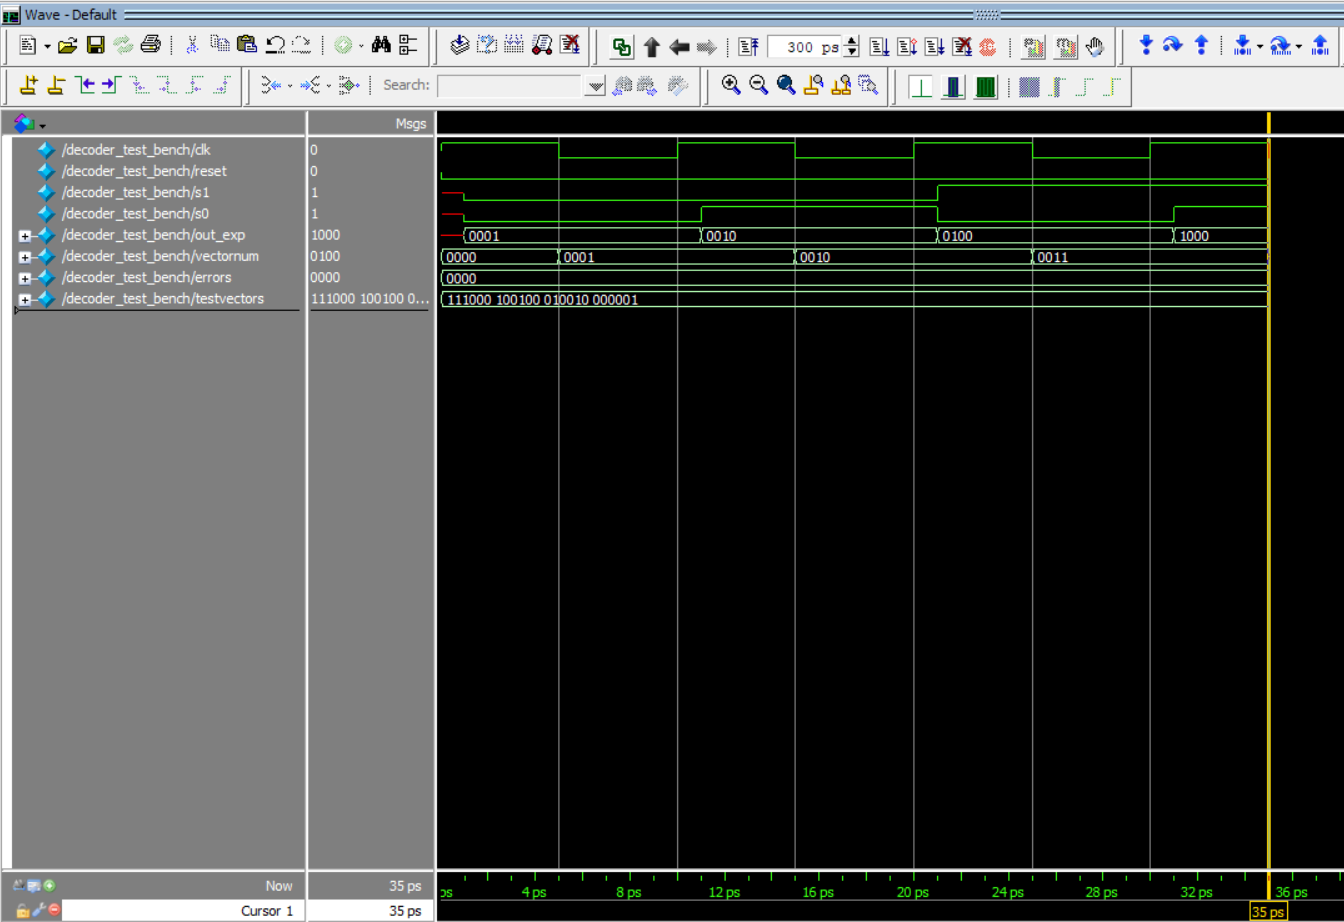 Wave - Default
300 ps
Search:
Msgs
/decoder_test_bench/clk 0
/decoder_test_bench/reset 0
/decoder_test_bench/s1 1
/decoder_test_bench/s0 1
/decoder_test_bench/out_exp 1000 0001 0010 0100 1000
/decoder_test_bench/vectornum 0100 0000 0001 0010 0011
/decoder_test_bench/errors 0000 0000
/decoder_test_bench/testvectors 111000 100100 0... 111000 100100 010010 000001
Now 35 ps ps 4 ps 8 ps 12 ps 16 ps 20 ps 24 ps 28 ps 32 ps 36 ps
Cursor 1 35 ps 35 ps